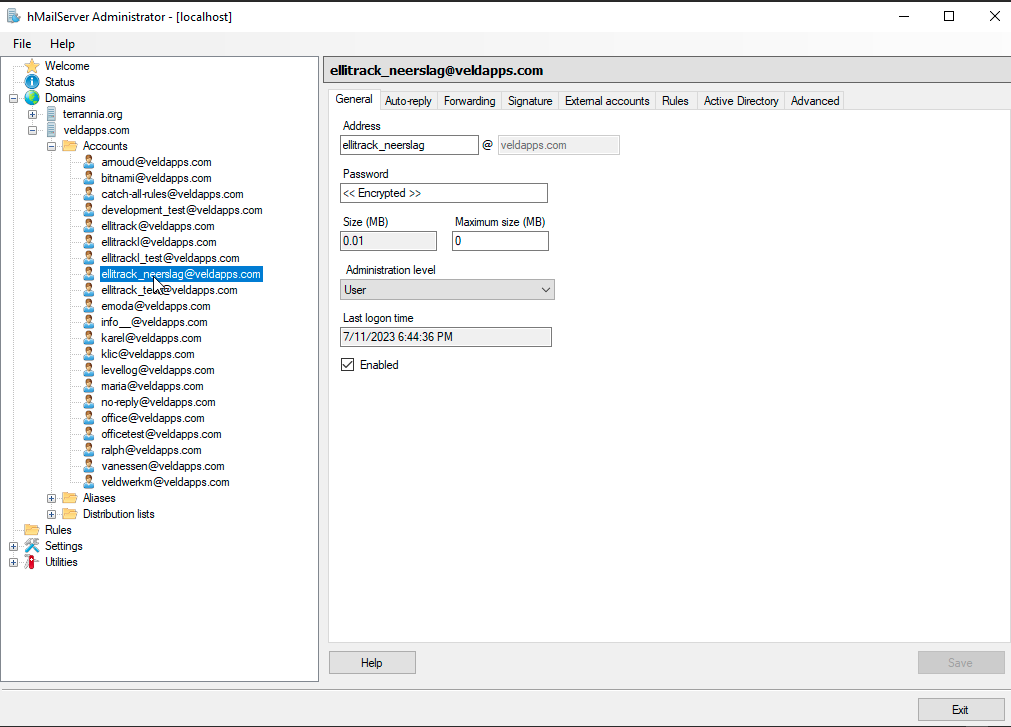 hMailServer Administrator - [localhost]
File Help
Welcome
Status
Domains
terrannia.org
veldapps.com
Accounts
arnoud@veldapps.com
bitnami@veldapps.com
catch-all-rules@veldapps.com
development_test@veldapps.com
ellitrack@veldapps.com
ellitrackl@veldapps.com
ellitrackl_test@veldapps.com
ellitrack_neerslag@veldapps.com
ellitrack_test@veldapps.com
emoda@veldapps.com
info__@veldapps.com
karel@veldapps.com
klic@veldapps.com
levellog@veldapps.com
maria@veldapps.com
no-reply@veldapps.com
office@veldapps.com
officetest@veldapps.com
ralph@veldapps.com
vanessen@veldapps.com
veldwerkm@veldapps.com
Aliases
Distribution lists
Rules
Settings
Utilities
ellitrack_neerslag@veldapps.com
General Auto-reply Forwarding Signature External accounts Rules Active Directory Advanced
Address
ellitrack_neerslag @ veldapps.com
Password
<< Encrypted >>
Size (MB) Maximum size (MB)
0.01 0
Administration level
User
Last logon time
7/11/2023 6:44:36 PM
Enabled
Help Save
Exit